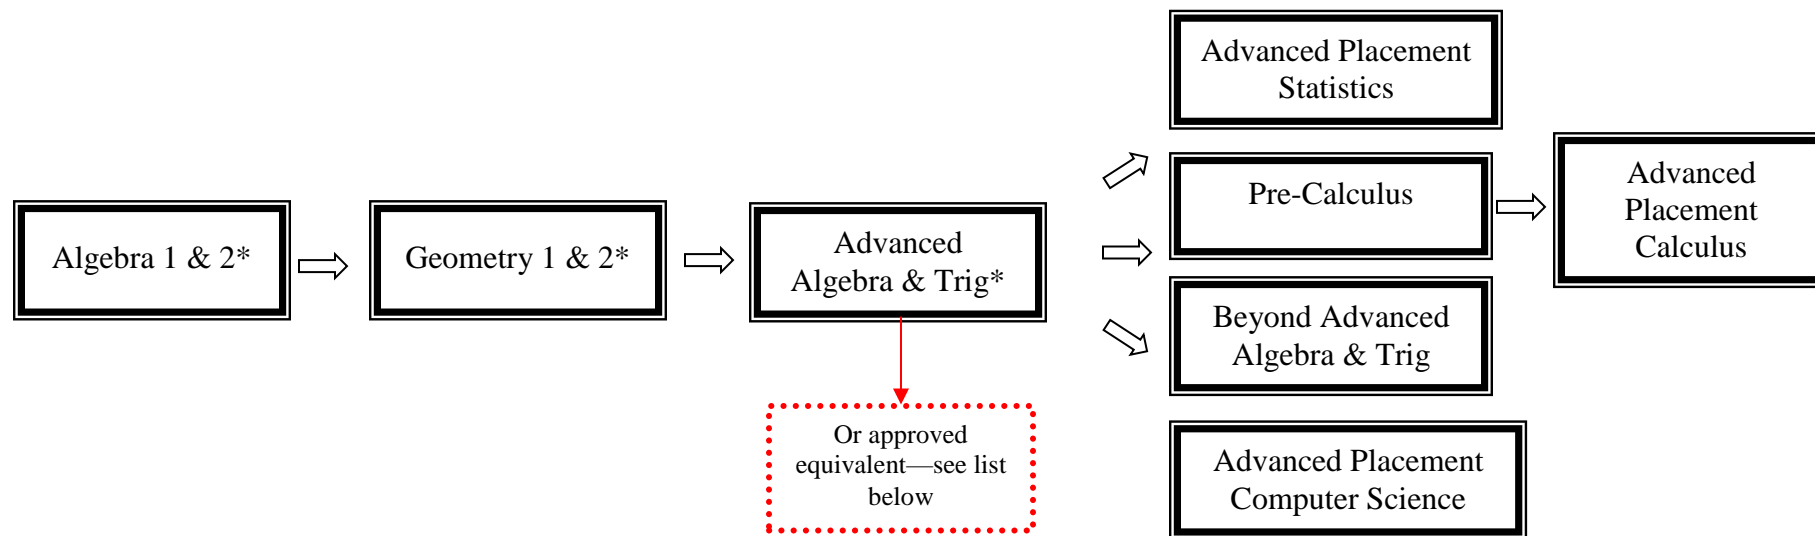 Algebra 1 & 2*
Geometry 1 & 2*
Advanced
Algebra & Trig*
Or approved
equivalent—see list
below
Advanced Placement
Statistics
Pre-Calculus
Beyond Advanced
Algebra & Trig
Advanced Placement
Computer Science
Advanced
Placement
Calculus